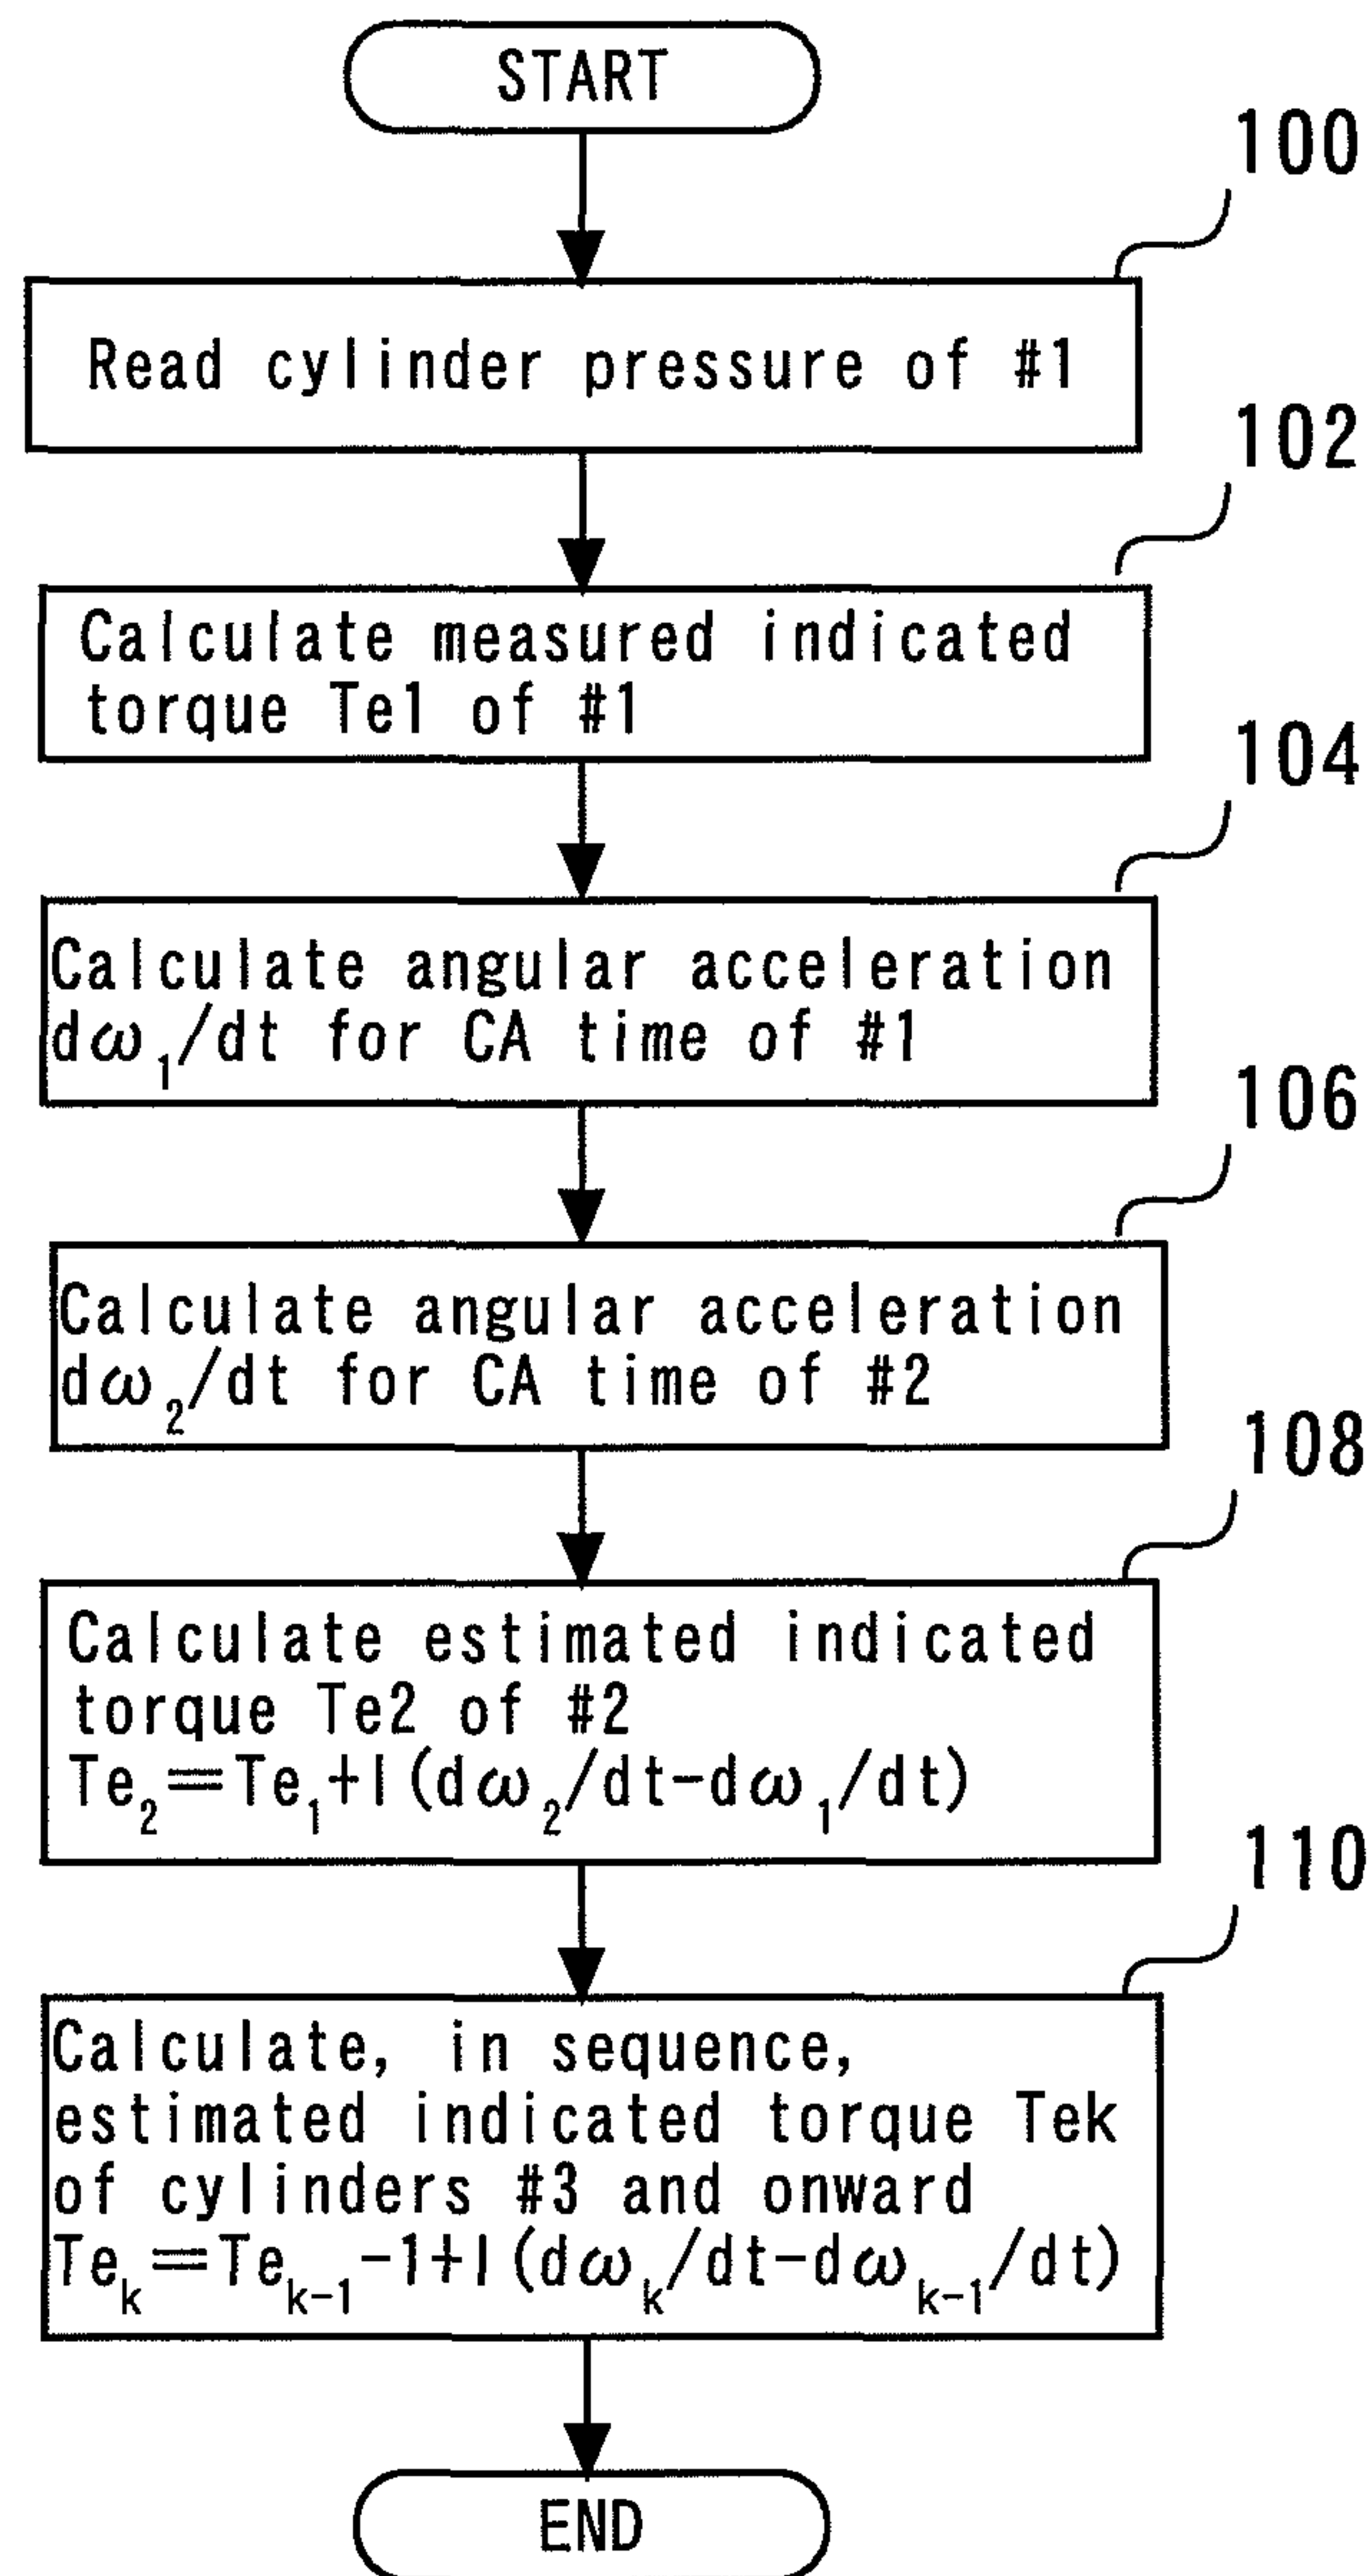 START
100
Read cylinder pressure of #1
102
Calculate measured indicated
torque Te1 of #1
104
Calculate angular acceleration
dω₁/dt for CA time of #1
106
Calculate angular acceleration
dω₂/dt for CA time of #2
108
Calculate estimated indicated
torque Te2 of #2
Te₂=Te₁+I(dω₂/dt-dω₁/dt)
110
Calculate, in sequence,
estimated indicated torque Tek
of cylinders #3 and onward
Teₖ=Teₖ₋₁-1+I(dωₖ/dt-dωₖ₋₁/dt)
END